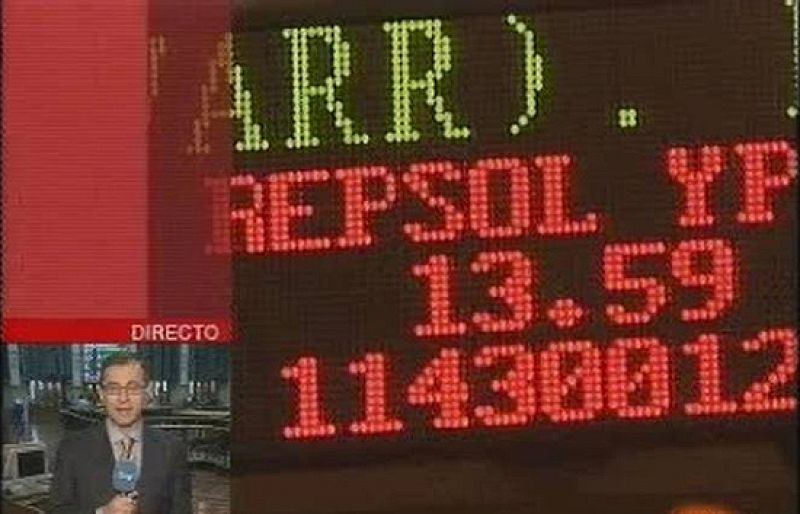 ARR).
REPSOL YP
13.59
11430012
DIRECTO